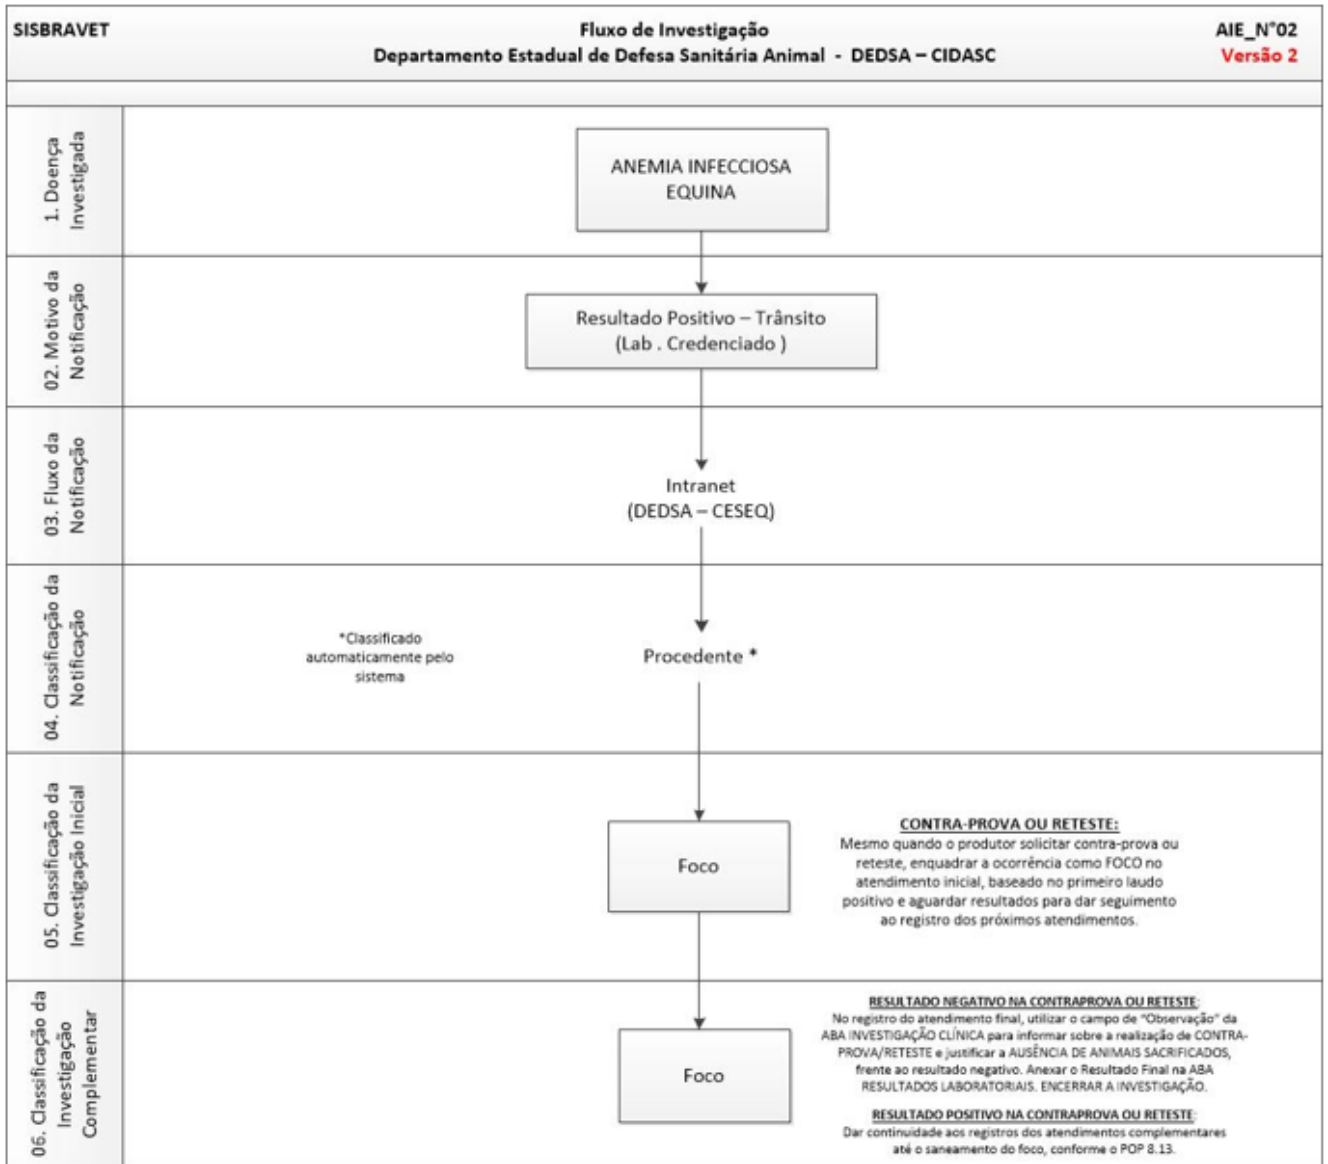 SISBRAVET
Fluxo de Investigação
Departamento Estadual de Defesa Sanitária Animal - DEDSA – CIDASC
AIE_N°02
Versão 2
1. Doença
Investigada
ANEMIA INFECCIOSA
EQUINA
02. Motivo da
Notificação
Resultado Positivo – Trânsito
(Lab . Credenciado )
03. Fluxo da
Notificação
Intranet
(DEDSA – CESEQ)
04. Classificação da
Notificação
*Classificado
automaticamente pelo
sistema
Procedente *
05. Classificação da
Investigação Inicial
Foco
CONTRA-PROVA OU RETESTE:
Mesmo quando o produtor solicitar contra-prova ou
reteste, enquadrar a ocorrência como FOCO no
atendimento inicial, baseado no primeiro laudo
positivo e aguardar resultados para dar seguimento
ao registro dos próximos atendimentos.
06. Classificação da
Investigação
Complementar
Foco
RESULTADO NEGATIVO NA CONTRAPROVA OU RETESTE:
No registro do atendimento final, utilizar o campo de "Observação" da
ABA INVESTIGAÇÃO CLÍNICA para informar sobre a realização de CONTRA-
PROVA/RETESTE e justificar a AUSÊNCIA DE ANIMAIS SACRIFICADOS,
frente ao resultado negativo. Anexar o Resultado Final na ABA
RESULTADOS LABORATORIAIS. ENCERRAR A INVESTIGAÇÃO.
RESULTADO POSITIVO NA CONTRAPROVA OU RETESTE:
Dar continuidade aos registros dos atendimentos complementares
até o saneamento do foco, conforme o POP 8.13.